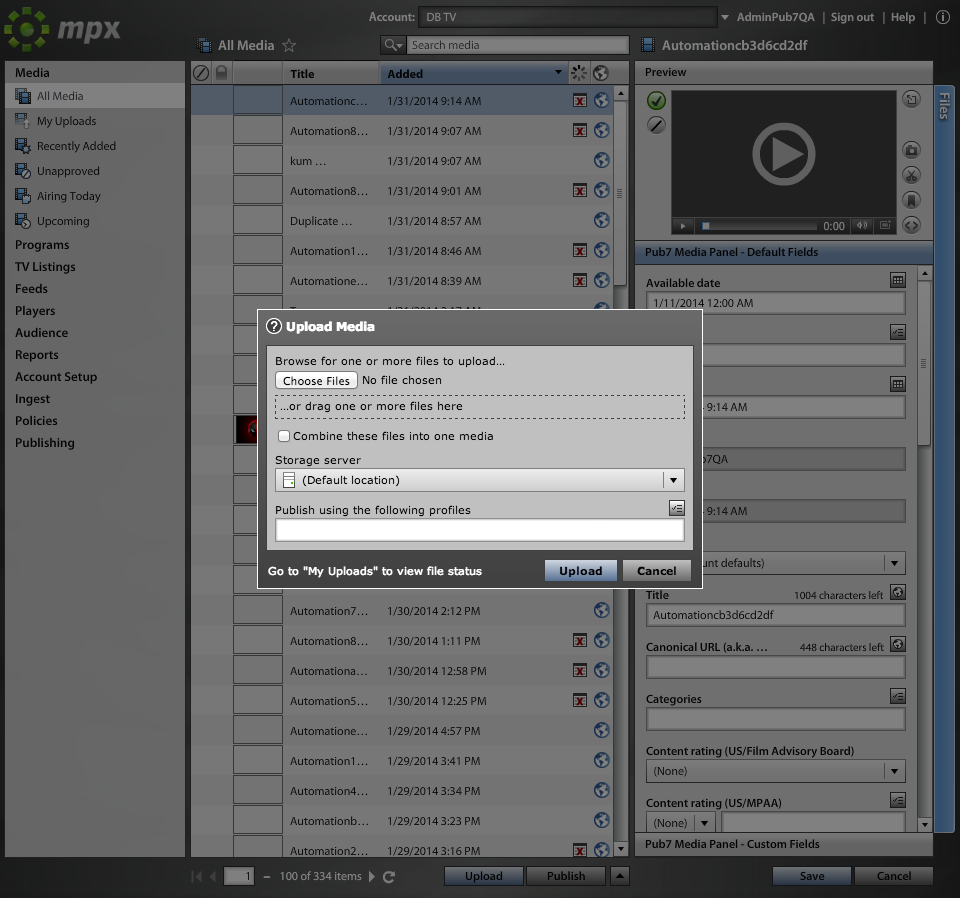 mpx
Account: DB TV
AdminPub7QA | Sign out | Help |
All Media
Search media
Automationcb3d6cd2df
Media
All Media
My Uploads
Recently Added
Unapproved
Airing Today
Upcoming
Programs
TV Listings
Feeds
Players
Audience
Reports
Account Setup
Ingest
Policies
Publishing
Title Added
Automationc... 1/31/2014 9:14 AM
Automation8... 1/31/2014 9:07 AM
kum ... 1/31/2014 9:07 AM
Automation8... 1/31/2014 9:01 AM
Duplicate ... 1/31/2014 8:57 AM
Automation1... 1/31/2014 8:46 AM
Automatione... 1/31/2014 8:39 AM
Upload Media
Browse for one or more files to upload...
Choose Files No file chosen
...or drag one or more files here
Combine these files into one media
Storage server
(Default location)
Publish using the following profiles
Go to "My Uploads" to view file status
Upload Cancel
Automation7... 1/30/2014 2:12 PM
Automation8... 1/30/2014 1:11 PM
Automationa... 1/30/2014 12:58 PM
Automation5... 1/30/2014 12:25 PM
Automatione... 1/29/2014 4:57 PM
Automation1... 1/29/2014 3:41 PM
Automation4... 1/29/2014 3:34 PM
Automationb... 1/29/2014 3:23 PM
Automation2... 1/29/2014 3:16 PM
1 – 100 of 334 items
Upload Publish
Preview
Files
0:00
Pub7 Media Panel - Default Fields
Available date
1/11/2014 12:00 AM
9:14 AM
b7QA
9:14 AM
unt defaults)
Title 1004 characters left
Automationcb3d6cd2df
Canonical URL (a.k.a. ... 448 characters left
Categories
Content rating (US/Film Advisory Board)
(None)
Content rating (US/MPAA)
(None)
Pub7 Media Panel - Custom Fields
Save Cancel